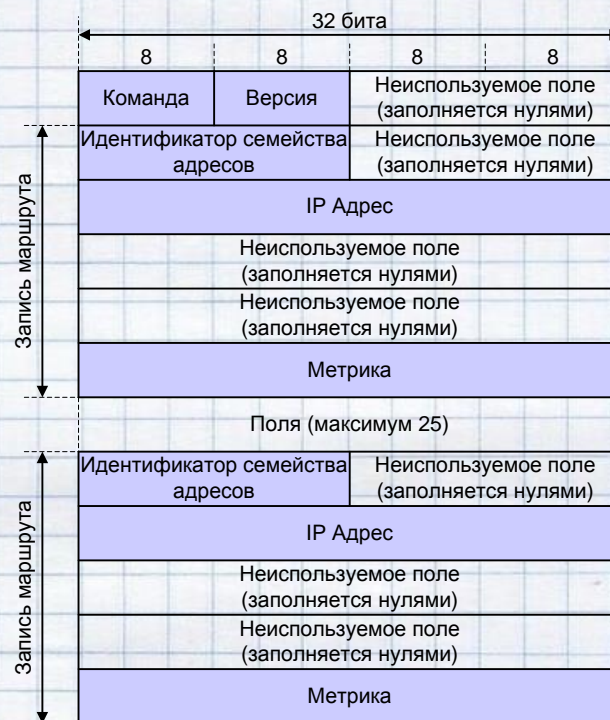 32 бита
8 8 8 8
Команда Версия Неиспользуемое поле
(заполняется нулями)
Запись маршрута
Идентификатор семейства
адресов
Неиспользуемое поле
(заполняется нулями)
IP Адрес
Неиспользуемое поле
(заполняется нулями)
Неиспользуемое поле
(заполняется нулями)
Метрика
Поля (максимум 25)
Запись маршрута
Идентификатор семейства
адресов
Неиспользуемое поле
(заполняется нулями)
IP Адрес
Неиспользуемое поле
(заполняется нулями)
Неиспользуемое поле
(заполняется нулями)
Метрика